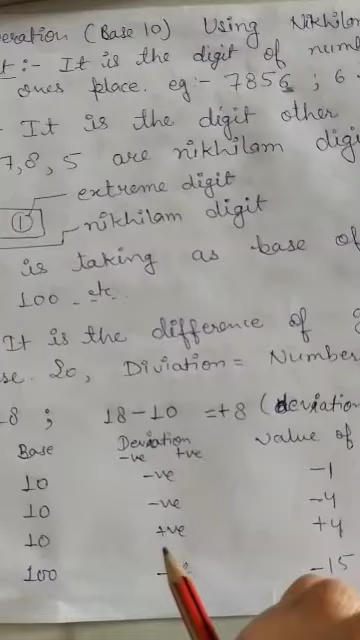 eration (Base 10) Using Nikhilam
t :- It is the digit of num
ones place. eg:- 7856 ; 6
- It is the digit other
7, 8, 5 are nikhilam digi
extreme digit
① nikhilam digit
is taking as base of
100 - etc.
It is the difference of
se. So, Diviation = Number
18 ; 18-10 = +8 (deviation
Base Deviation value of
-ve +ve
10 -ve -1
10 -ve -4
10 +ve +4
100 -15